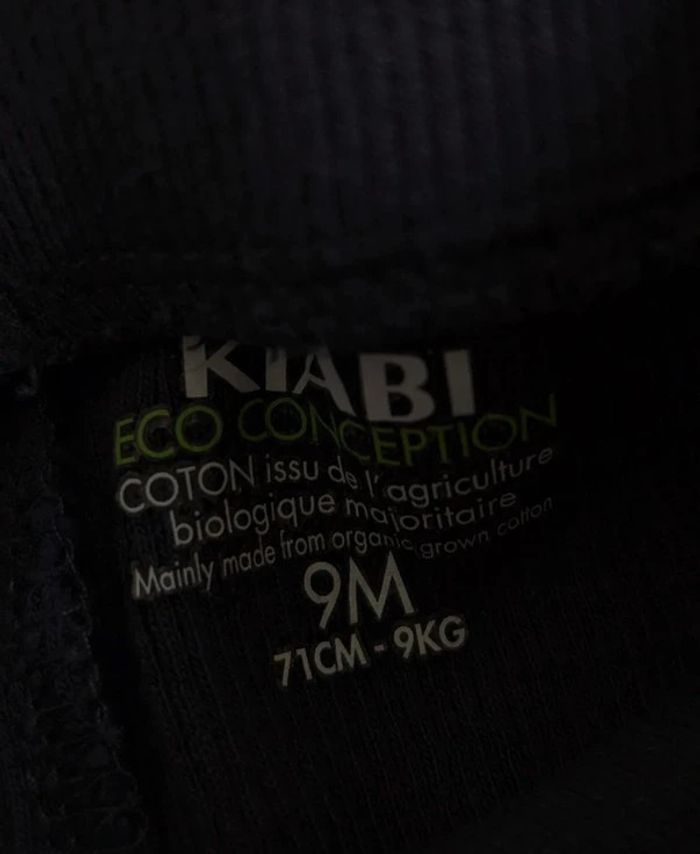 KIABI
ECO CONCEPTION
COTON issu de l'agriculture
biologique majoritaire
Mainly made from organic grown cotton
9M
71CM - 9KG